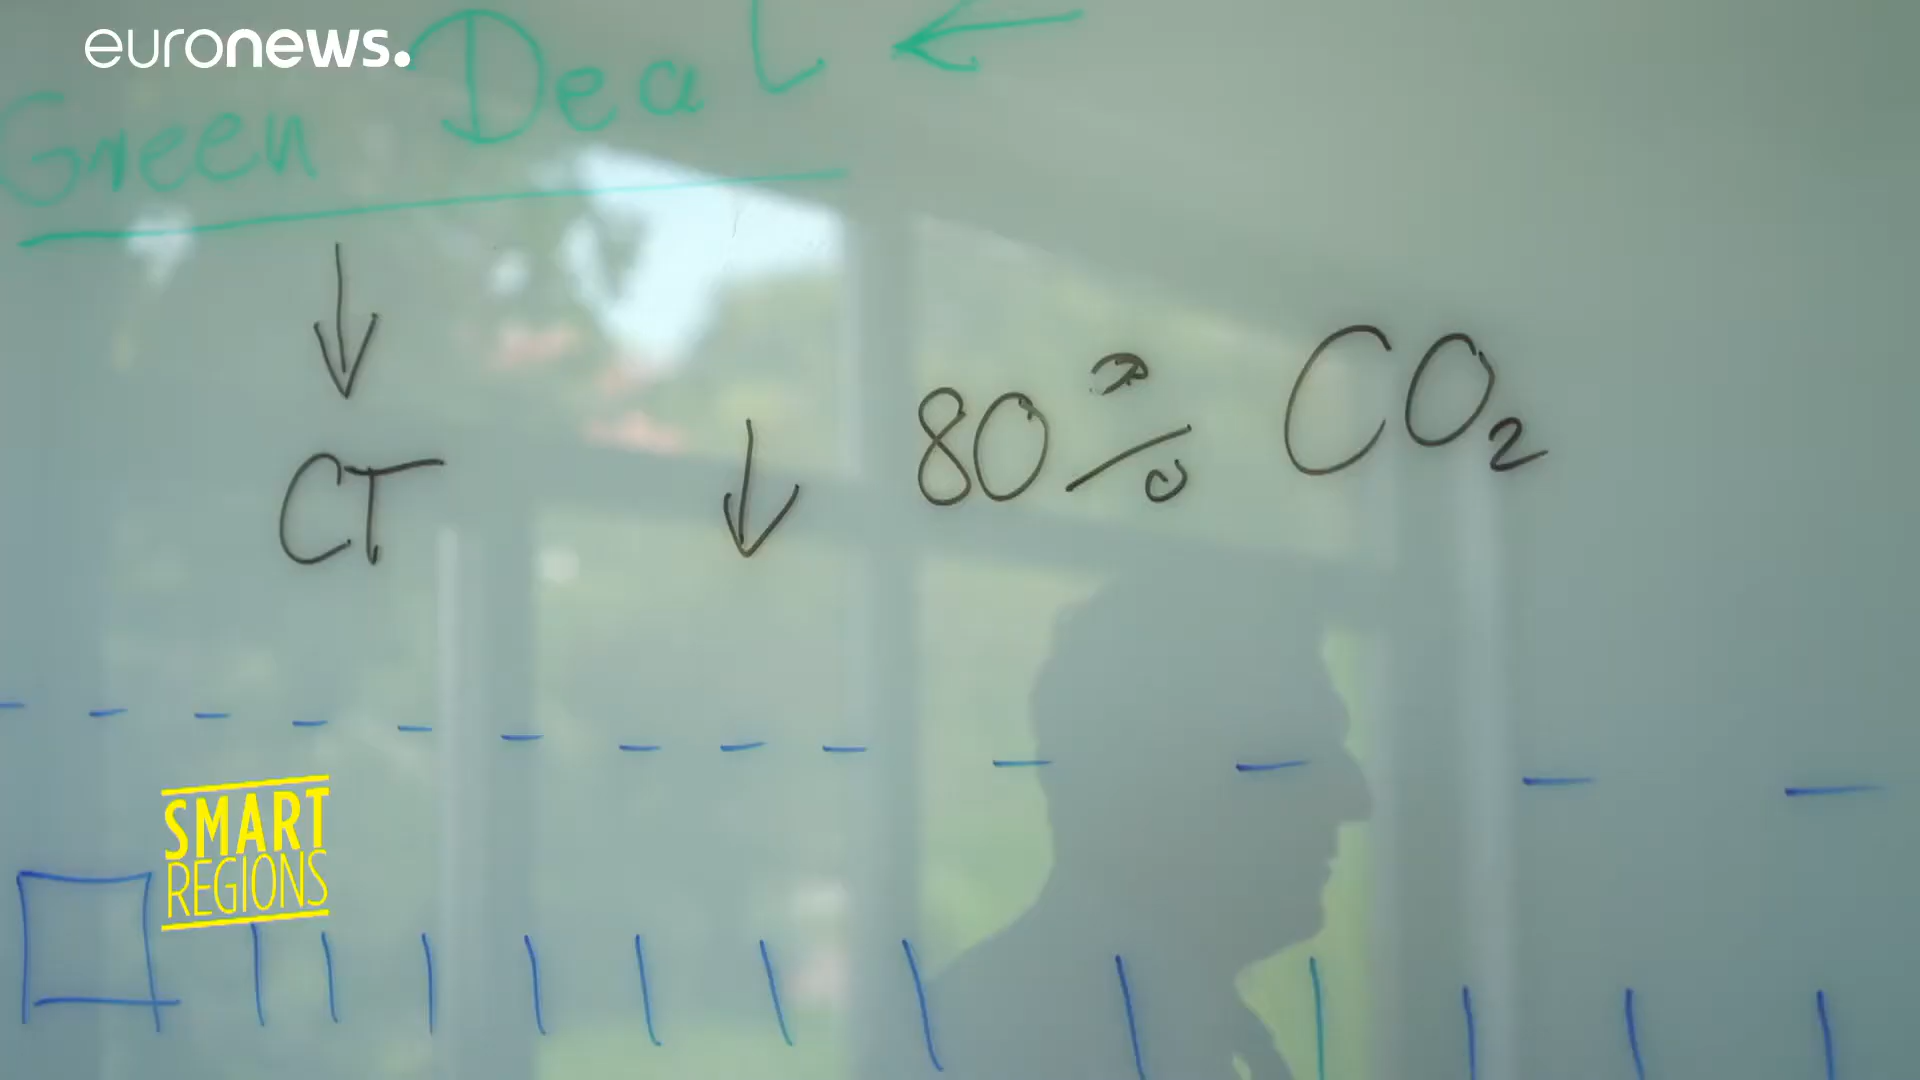 euronews.
Green Deal ←
↓
CT
↓ 80% CO₂
SMART
REGIONS